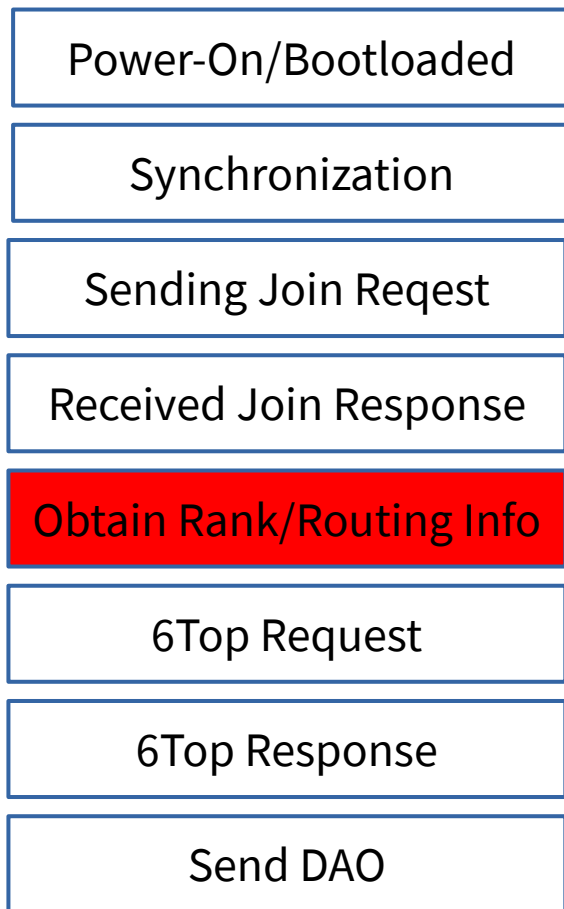 Power-On/Bootloaded
Synchronization
Sending Join Reqest
Received Join Response
Obtain Rank/Routing Info
6Top Request
6Top Response
Send DAO